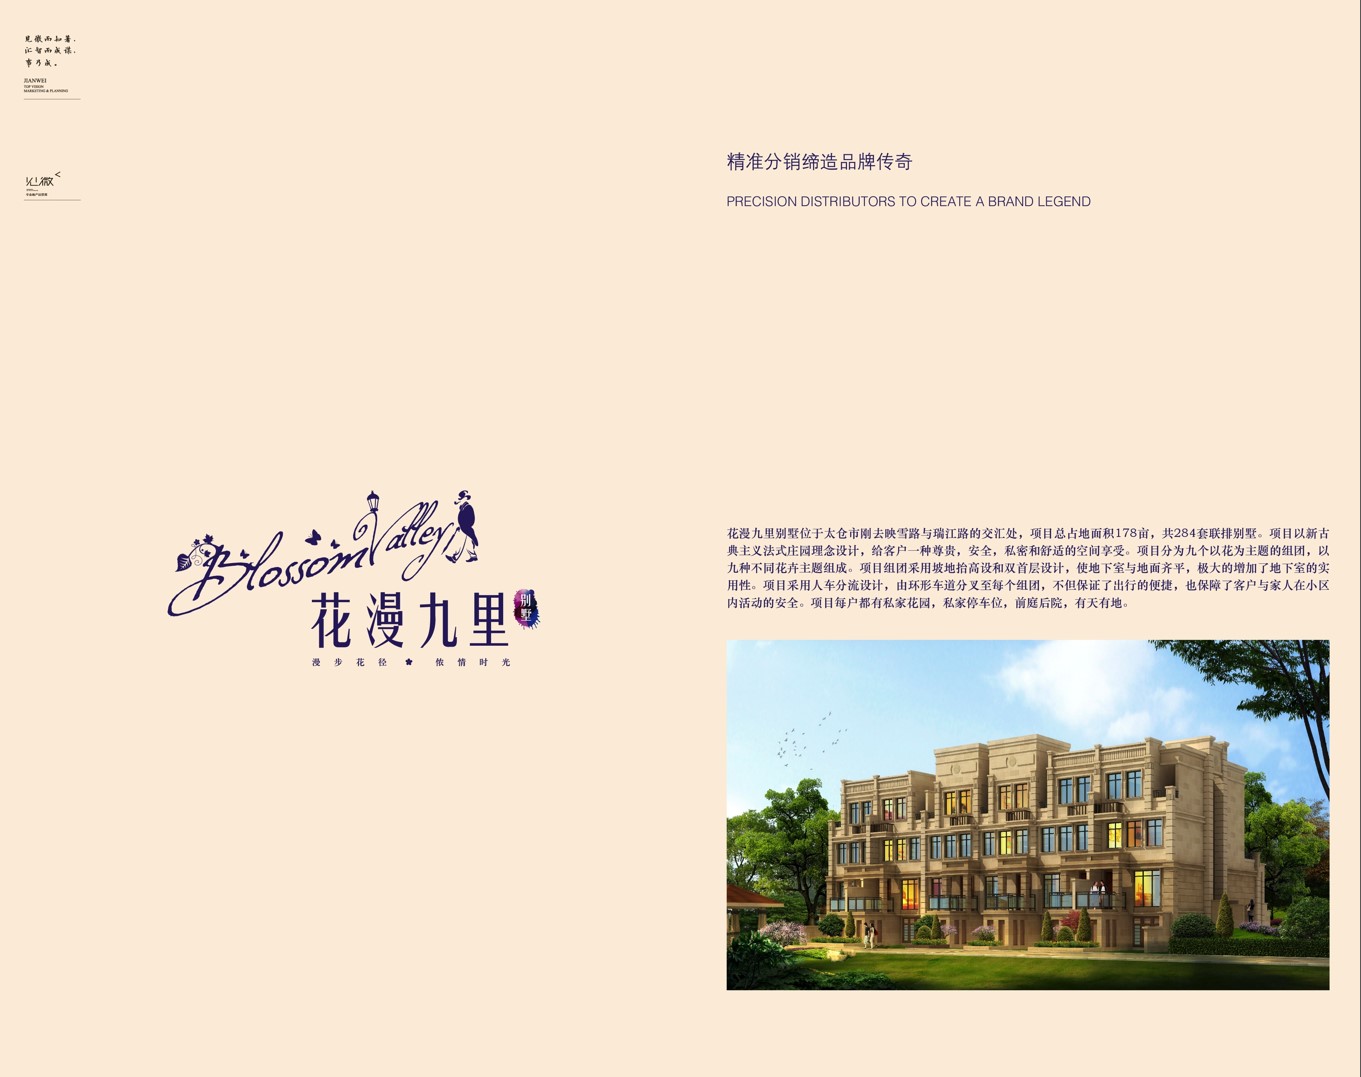 见微而知著,
汇智而成谋,
事乃成。
JIANWEI
TOP VISION
MARKETING & PLANNING
见微
精准分销缔造品牌传奇
PRECISION DISTRIBUTORS TO CREATE A BRAND LEGEND
Blossom Valley
花漫九里
别墅
漫步花径 侬情时光
花漫九里别墅位于太仓市刚去映雪路与瑞江路的交汇处，项目总占地面积178亩，共284套联排别墅。项目以新古
典主义法式庄园理念设计，给客户一种尊贵，安全，私密和舒适的空间享受。项目分为九个以花为主题的组团，以
九种不同花卉主题组成。项目组团采用坡地抬高设和双首层设计，使地下室与地面齐平，极大的增加了地下室的实
用性。项目采用人车分流设计，由环形车道分叉至每个组团，不但保证了出行的便捷，也保障了客户与家人在小区
内活动的安全。项目每户都有私家花园，私家停车位，前庭后院，有天有地。